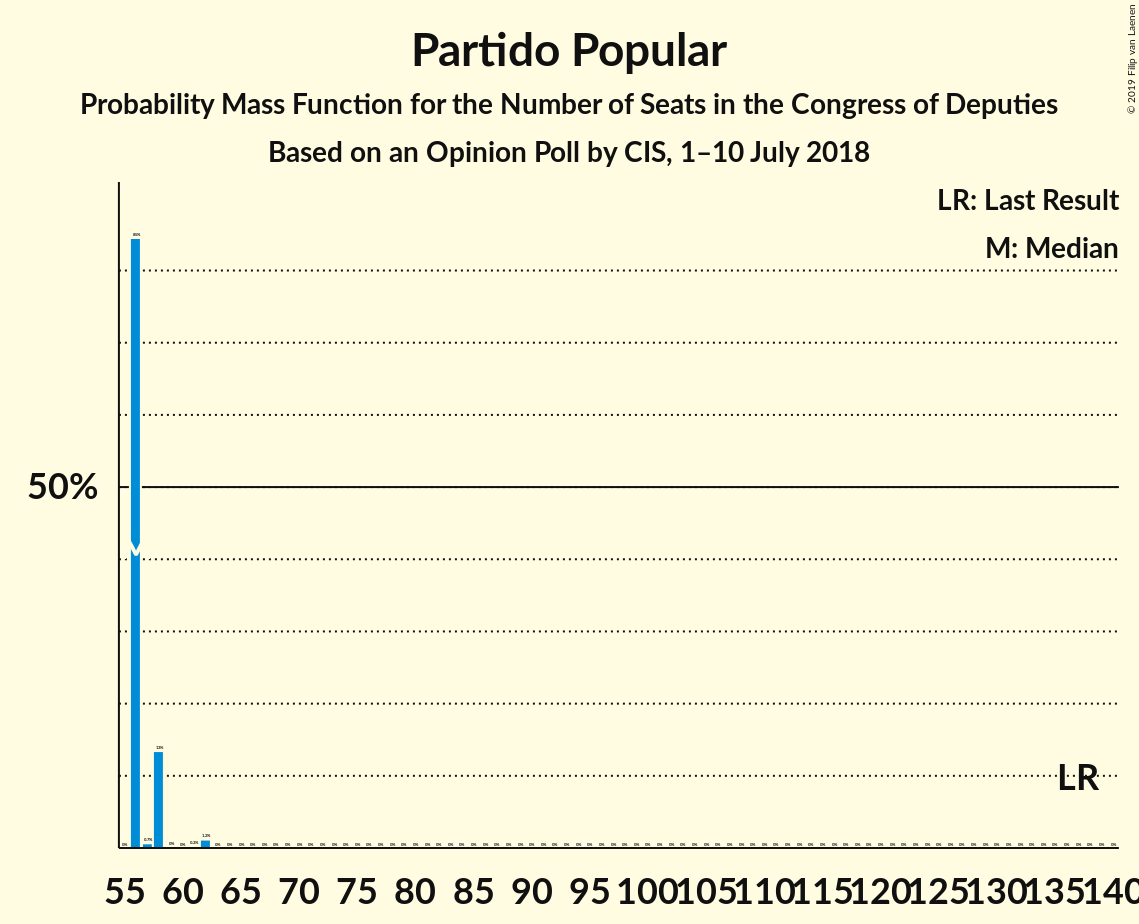 Partido Popular
Probability Mass Function for the Number of Seats in the Congress of Deputies
Based on an Opinion Poll by CIS, 1–10 July 2018
© 2019 Filip van Laenen
LR: Last Result
M: Median
50%
M
LR
55 60 65 70 75 80 85 90 95 100 105 110 115 120 125 130 135 140